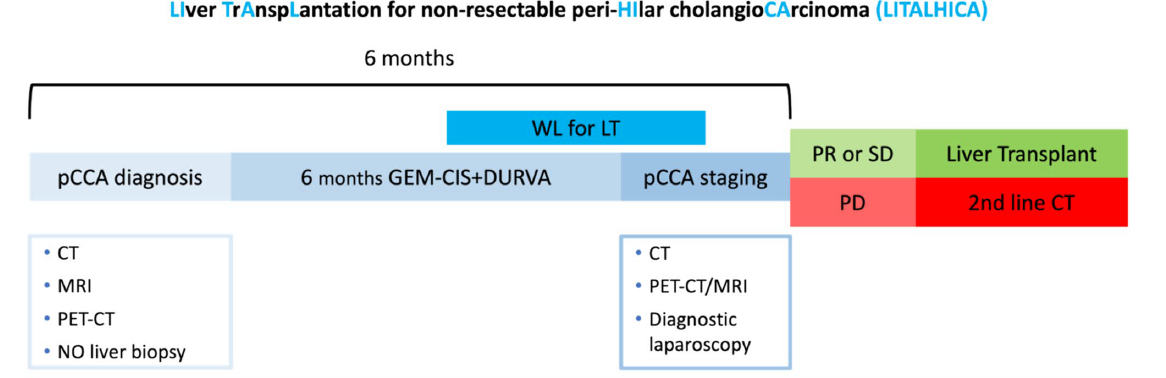 LIver TrAnspLantation for non-resectable peri-HIlar cholangioCArcinoma (LITALHICA)
6 months
WL for LT
pCCA diagnosis
6 months GEM-CIS+DURVA
pCCA staging
PR or SD
Liver Transplant
PD
2nd line CT
• CT
• MRI
• PET-CT
• NO liver biopsy
• CT
• PET-CT/MRI
• Diagnostic
laparoscopy